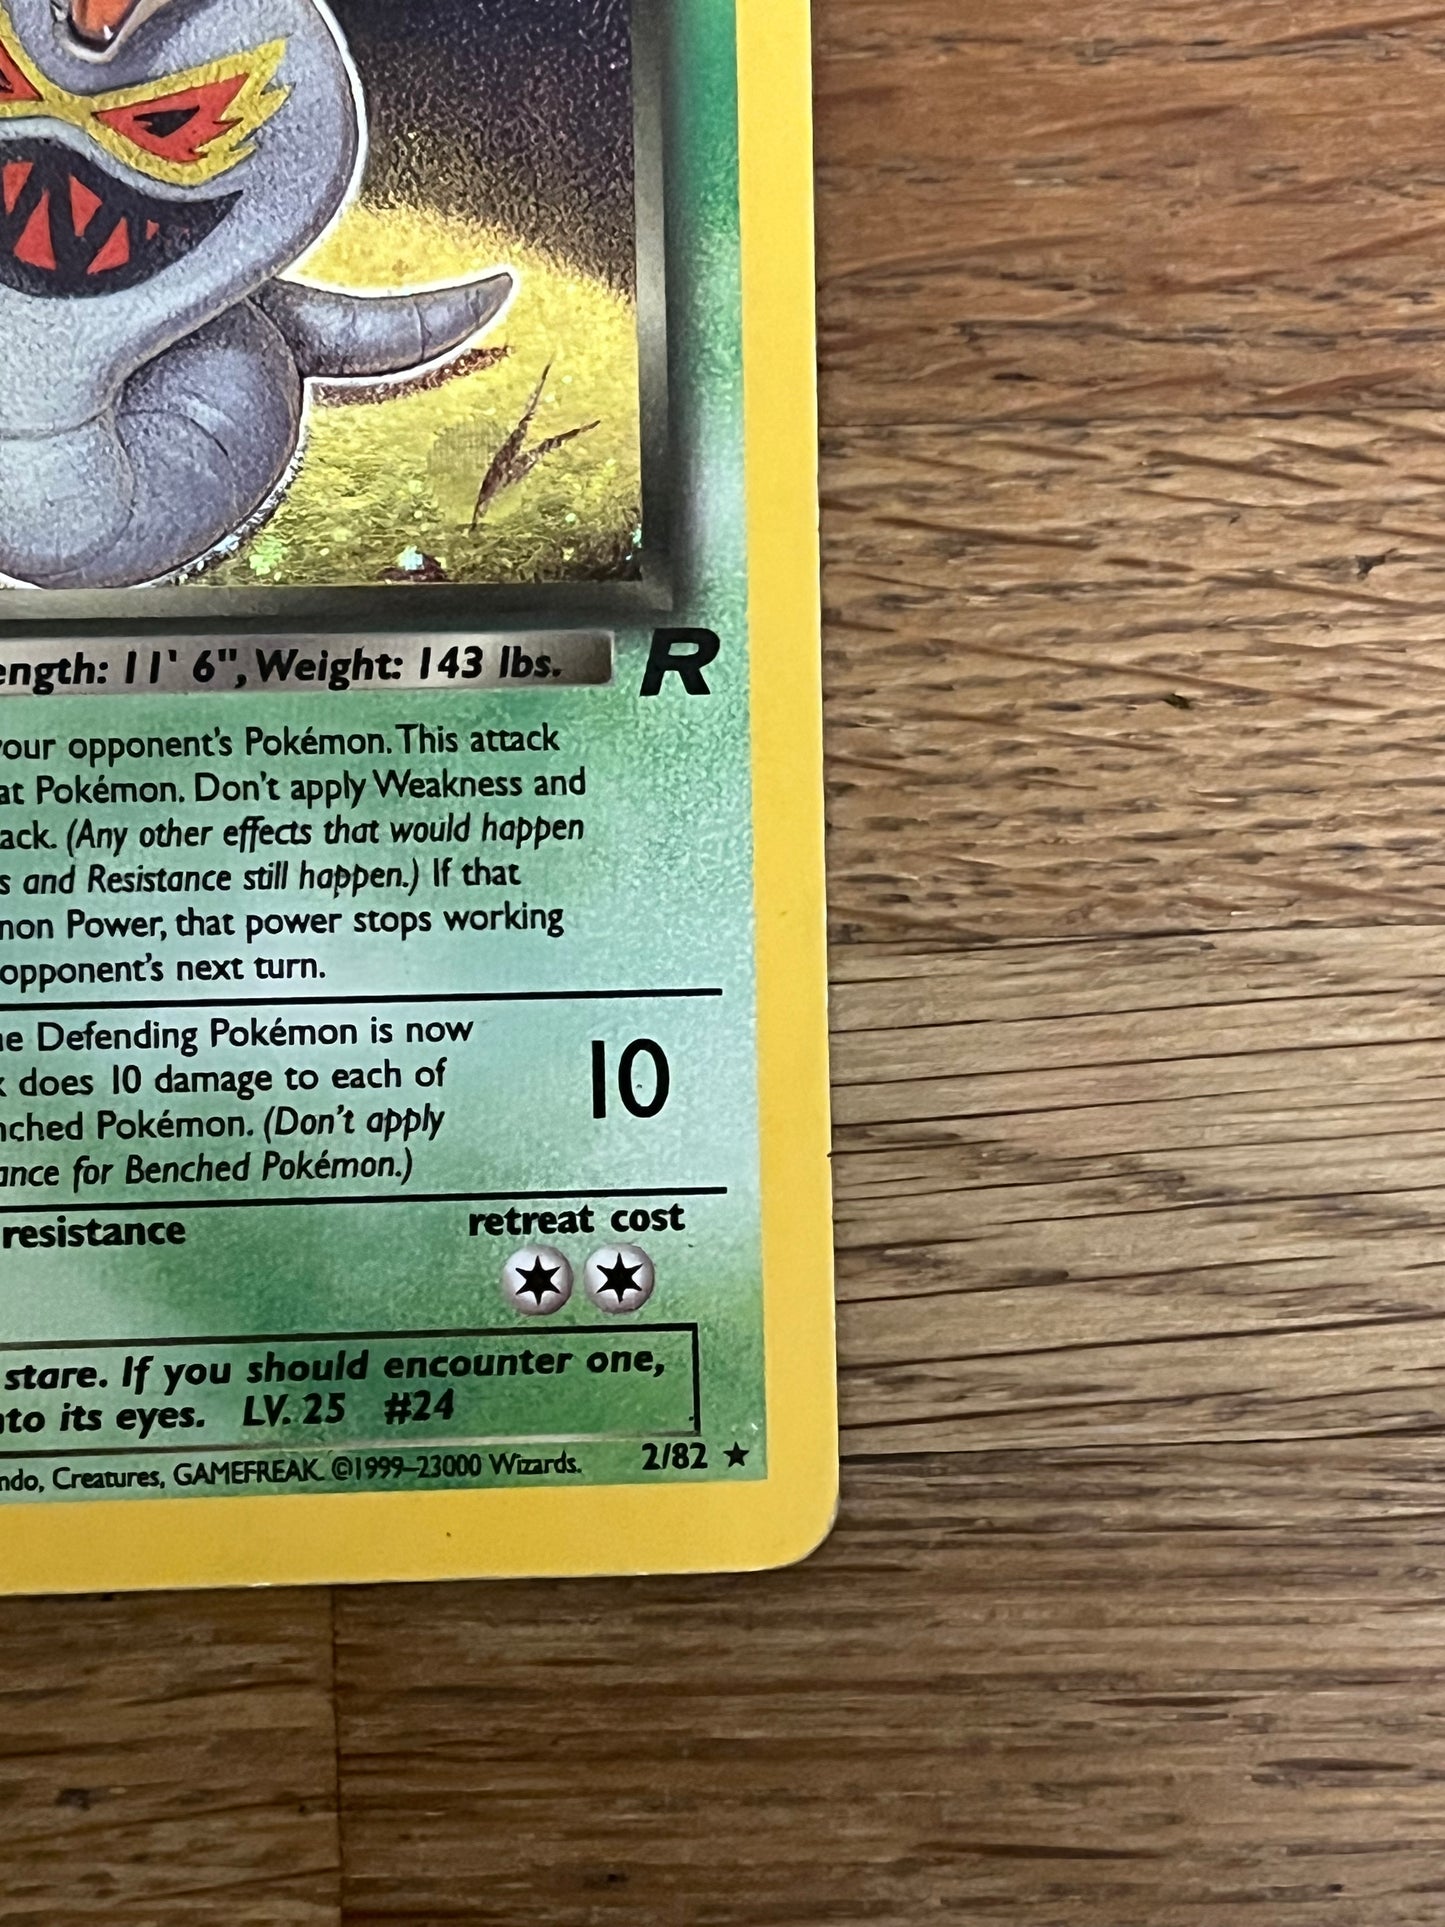 ength: 11' 6", Weight: 143 lbs.
R
our opponent's Pokémon. This attack
at Pokémon. Don't apply Weakness and
ack. (Any other effects that would happen
s and Resistance still happen.) If that
mon Power, that power stops working
opponent's next turn.
e Defending Pokémon is now
k does 10 damage to each of
nched Pokémon. (Don't apply
ance for Benched Pokémon.)
10
resistance
retreat cost
stare. If you should encounter one,
nto its eyes. LV. 25 #24
ndo, Creatures, GAMEFREAK. ©1999–23000 Wizards.
2/82 ★